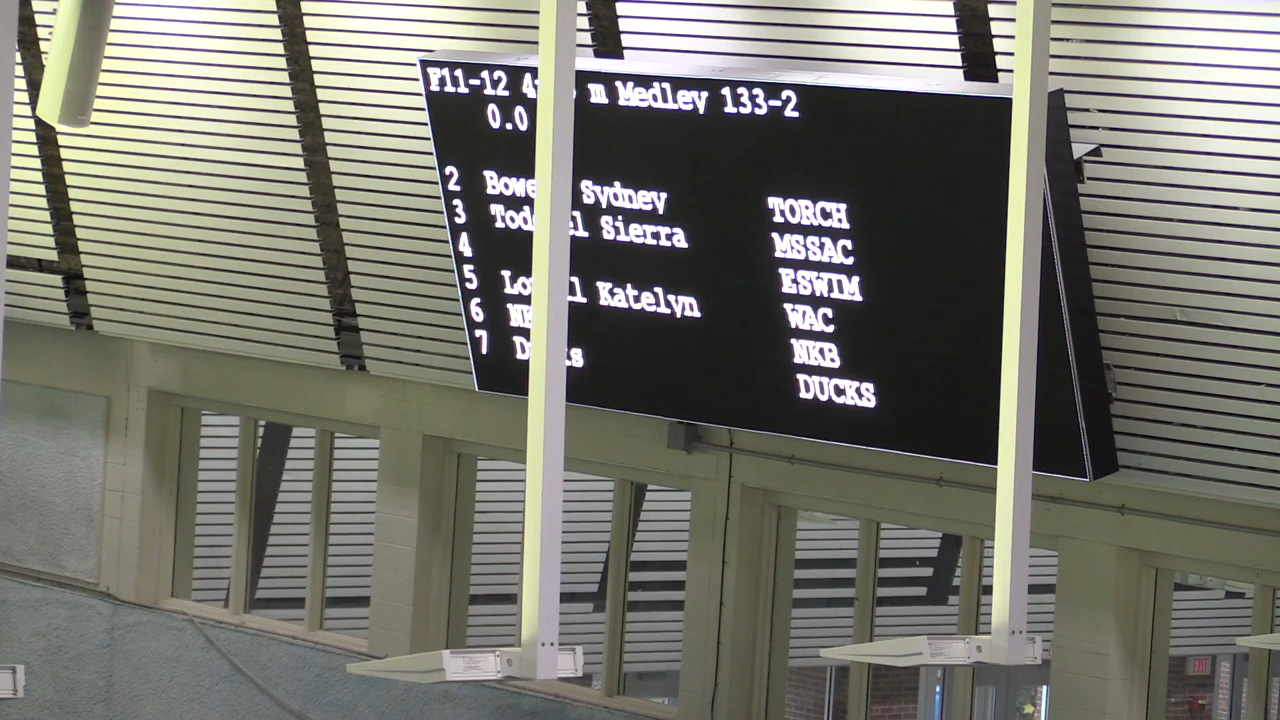 F11-12 m Medley 133-2
0.0
2 Sydney TORCH
3 Sierra MSSAC
4 ESWIM
5 Katelyn WAC
6 NKB
7 DUCKS
EXIT